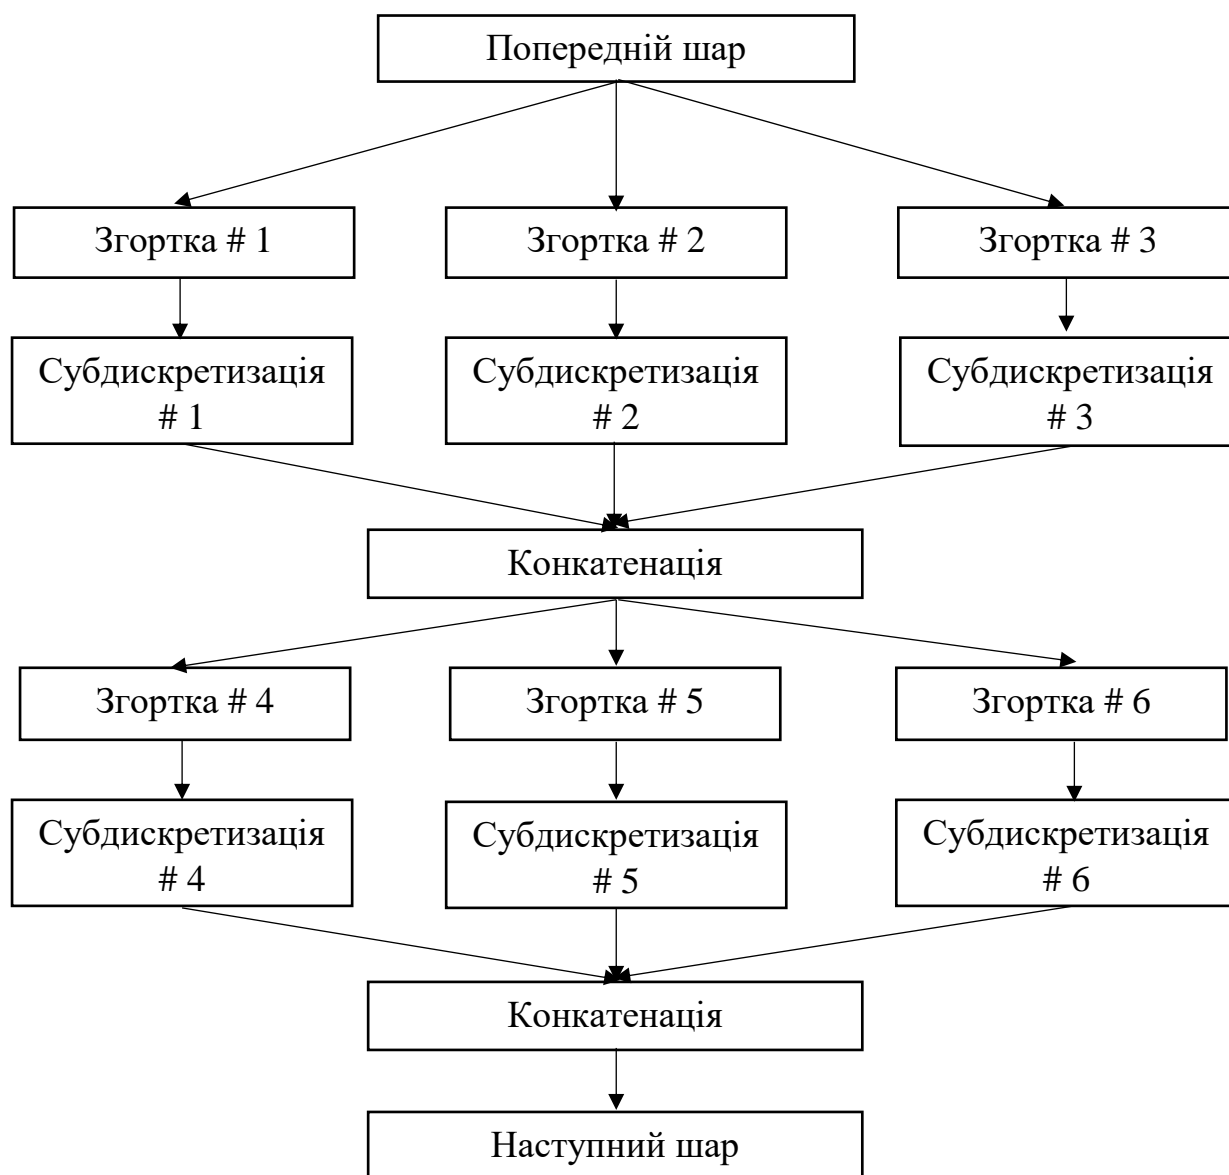 Попередній шар
Згортка # 1
Згортка # 2
Згортка # 3
Субдискретизація
# 1
Субдискретизація
# 2
Субдискретизація
# 3
Конкатенація
Згортка # 4
Згортка # 5
Згортка # 6
Субдискретизація
# 4
Субдискретизація
# 5
Субдискретизація
# 6
Конкатенація
Наступний шар